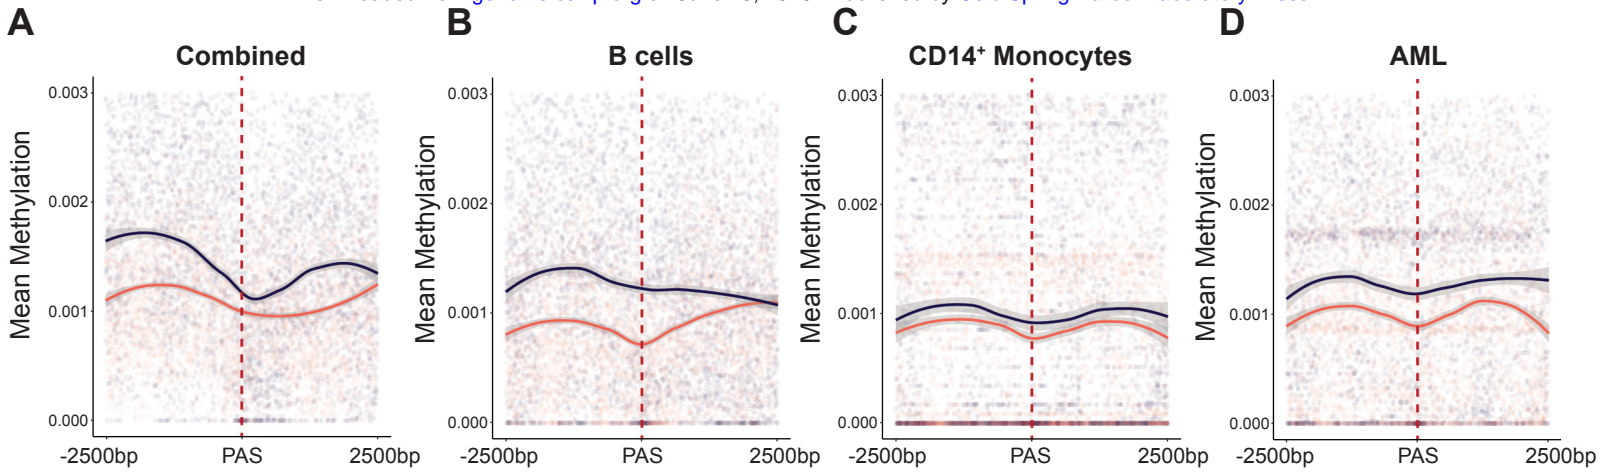 A
Combined
Mean Methylation
0.003
0.002
0.001
0.000
-2500bp
PAS
2500bp
B
B cells
Mean Methylation
0.003
0.002
0.001
0.000
-2500bp
PAS
2500bp
C
CD14⁺ Monocytes
Mean Methylation
0.003
0.002
0.001
0.000
-2500bp
PAS
2500bp
D
AML
Mean Methylation
0.003
0.002
0.001
0.000
-2500bp
PAS
2500bp